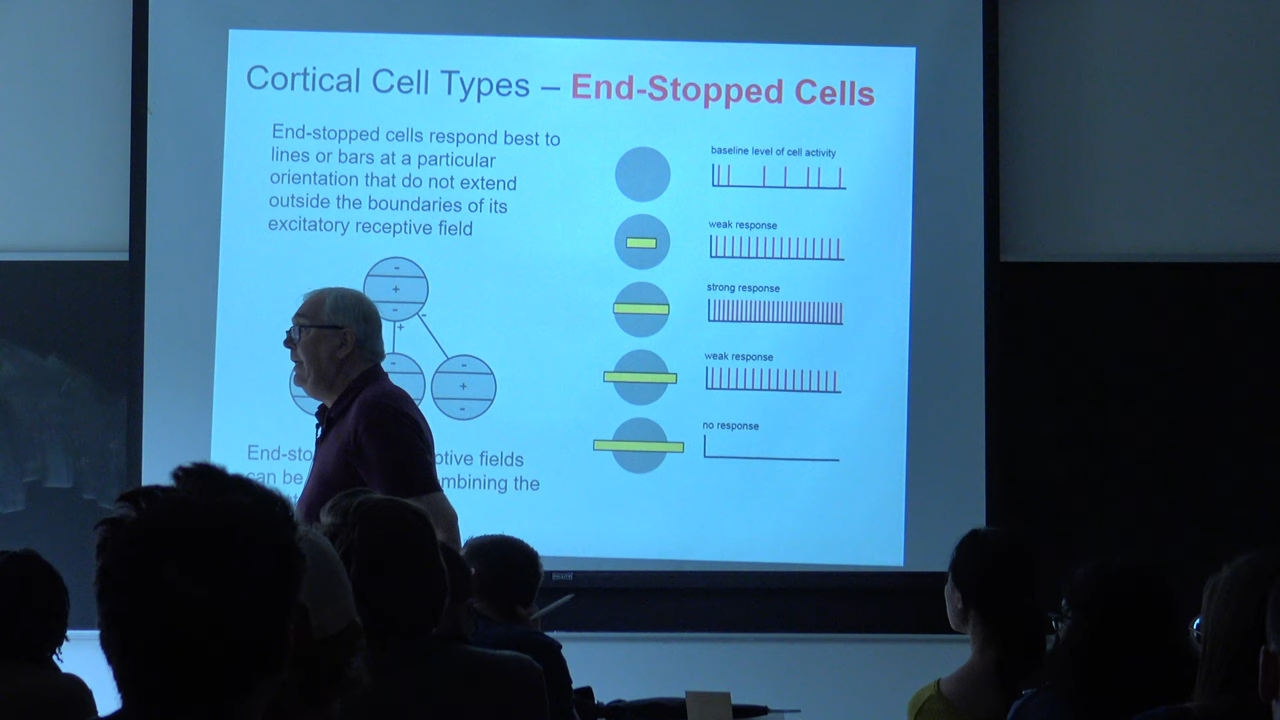 Cortical Cell Types – End-Stopped Cells
End-stopped cells respond best to
lines or bars at a particular
orientation that do not extend
outside the boundaries of its
excitatory receptive field
-
+
-
+
-
-
-
+
-
End-sto
ptive fields
can be
mbining the
baseline level of cell activity
weak response
strong response
weak response
no response